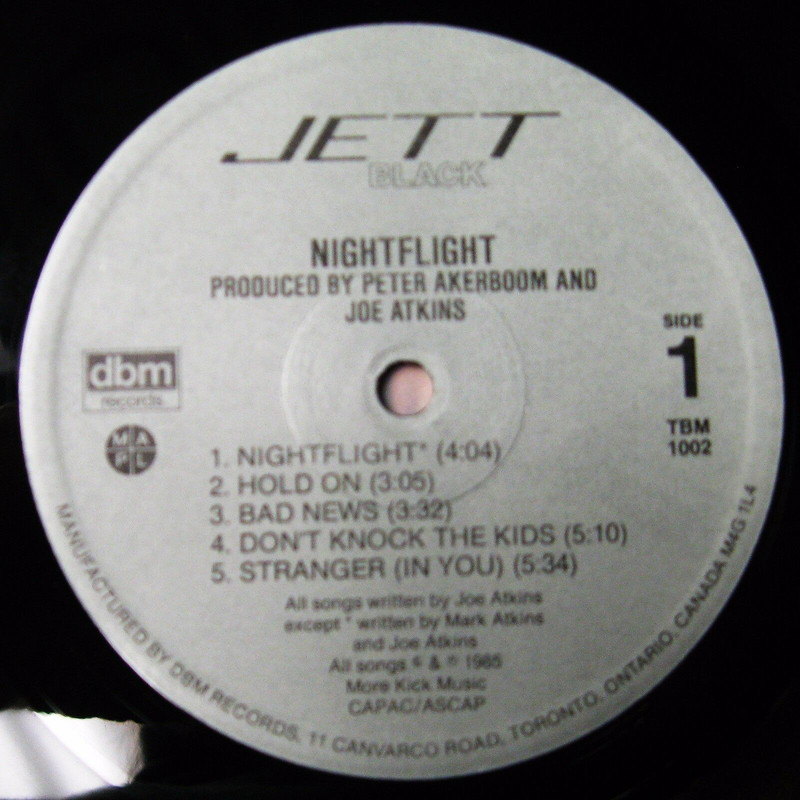 JETT
BLACK
NIGHTFLIGHT
PRODUCED BY PETER AKERBOOM AND
JOE ATKINS
SIDE
1
dbm
records
TBM
1002
MAPL
1. NIGHTFLIGHT* (4:04)
2. HOLD ON (3:05)
3. BAD NEWS (3:32)
4. DON'T KNOCK THE KIDS (5:10)
5. STRANGER (IN YOU) (5:34)
All songs written by Joe Atkins
except * written by Mark Atkins
and Joe Atkins
All songs © & ℗ 1985
More Kick Music
CAPAC/ASCAP
MANUFACTURED BY DBM RECORDS, 11 CANVARCO ROAD, TORONTO, ONTARIO, CANADA M4G 1L4